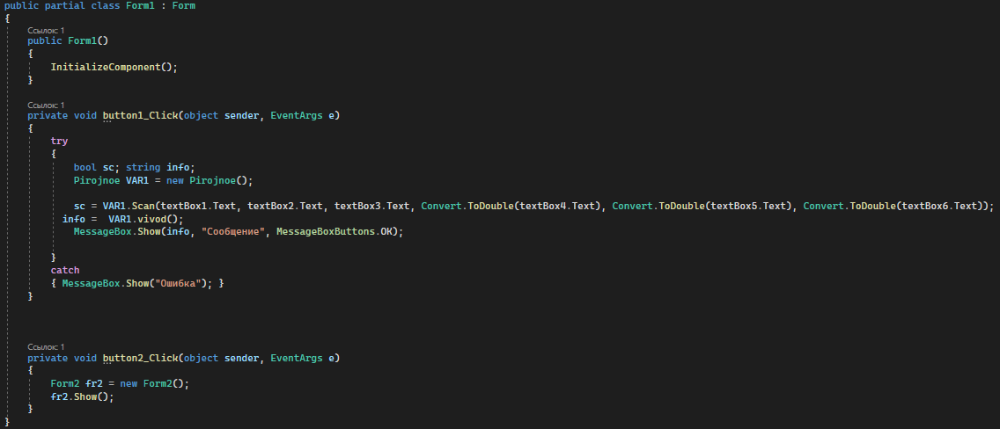 public partial class Form1 : Form
{
Ссылок: 1
public Form1()
{
InitializeComponent();
}
Ссылок: 1
private void button1_Click(object sender, EventArgs e)
{
try
{
bool sc; string info;
Pirojnoe VAR1 = new Pirojnoe();
sc = VAR1.Scan(textBox1.Text, textBox2.Text, textBox3.Text, Convert.ToDouble(textBox4.Text), Convert.ToDouble(textBox5.Text), Convert.ToDouble(textBox6.Text));
info = VAR1.vivod();
MessageBox.Show(info, "Сообщение", MessageBoxButtons.OK);
}
catch
{ MessageBox.Show("Ошибка"); }
}
Ссылок: 1
private void button2_Click(object sender, EventArgs e)
{
Form2 fr2 = new Form2();
fr2.Show();
}
}